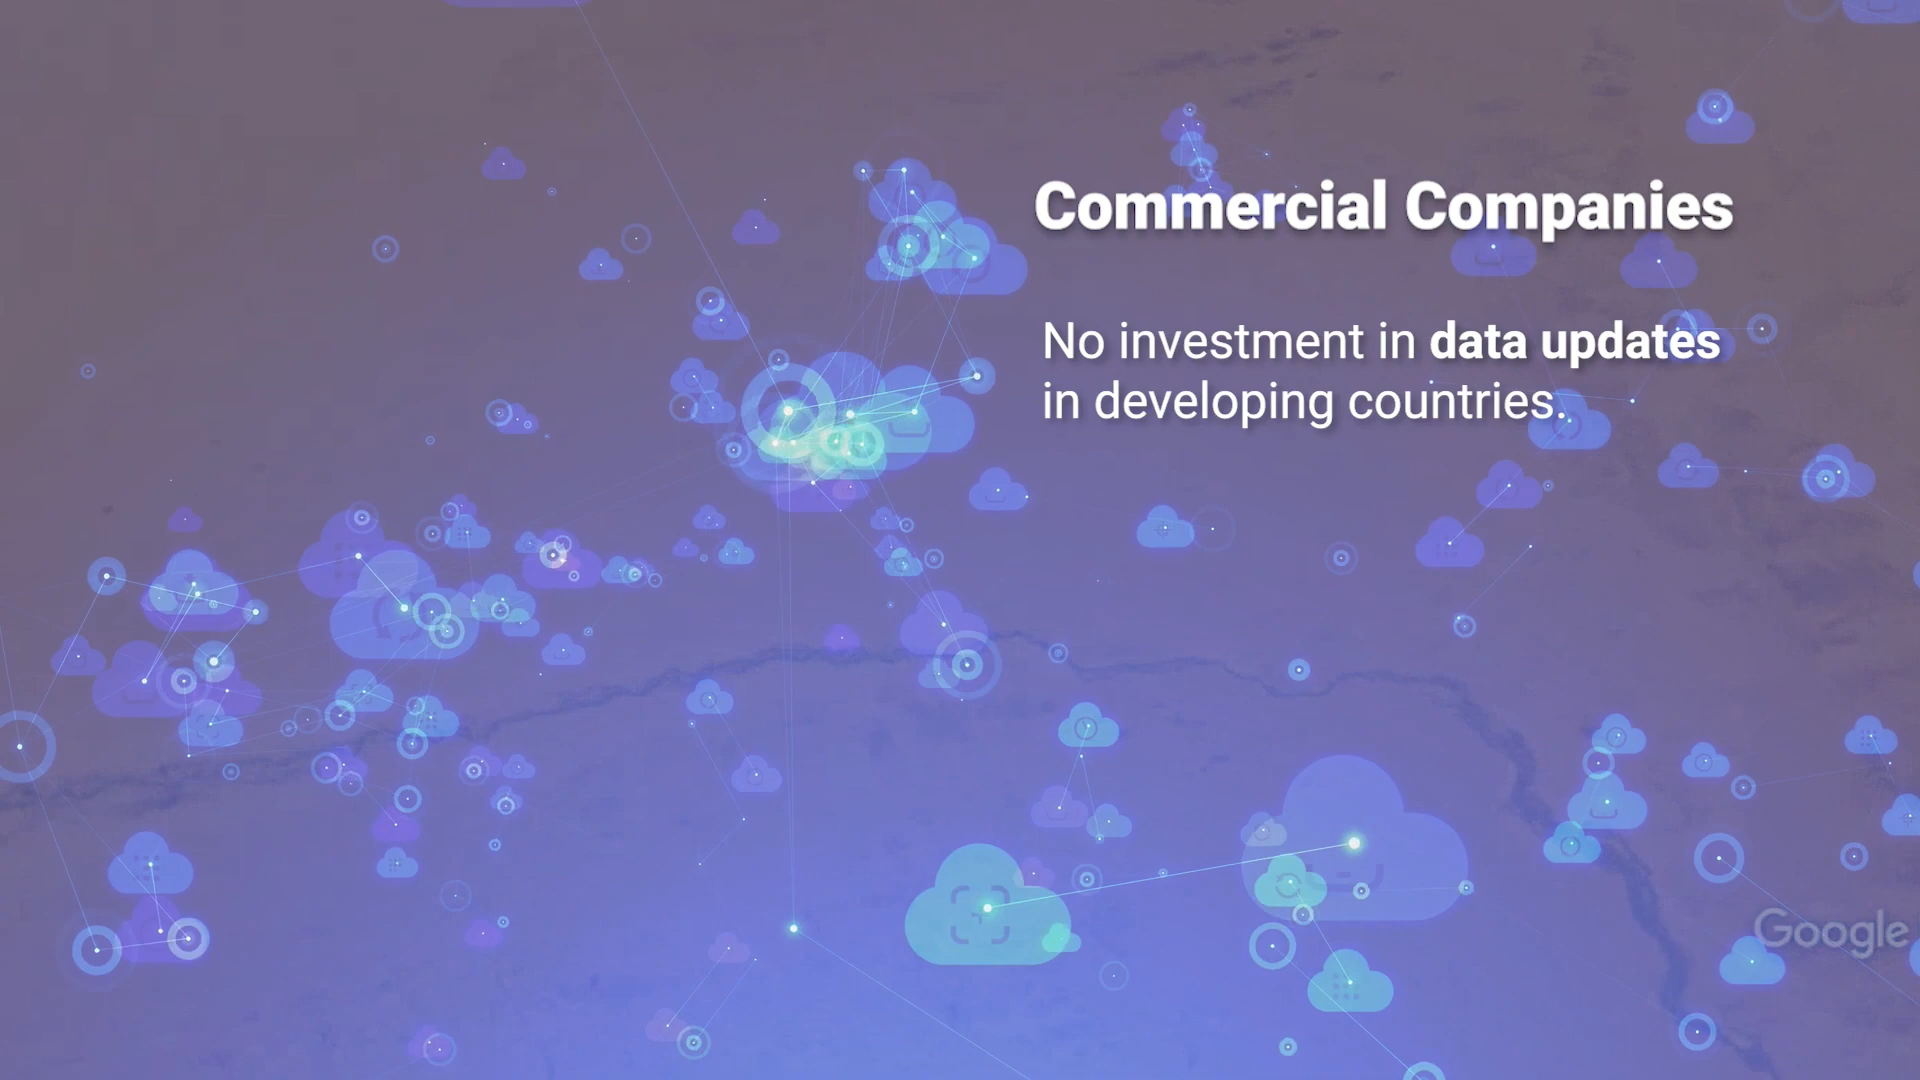 Commercial Companies
No investment in data updates
in developing countries.
Google